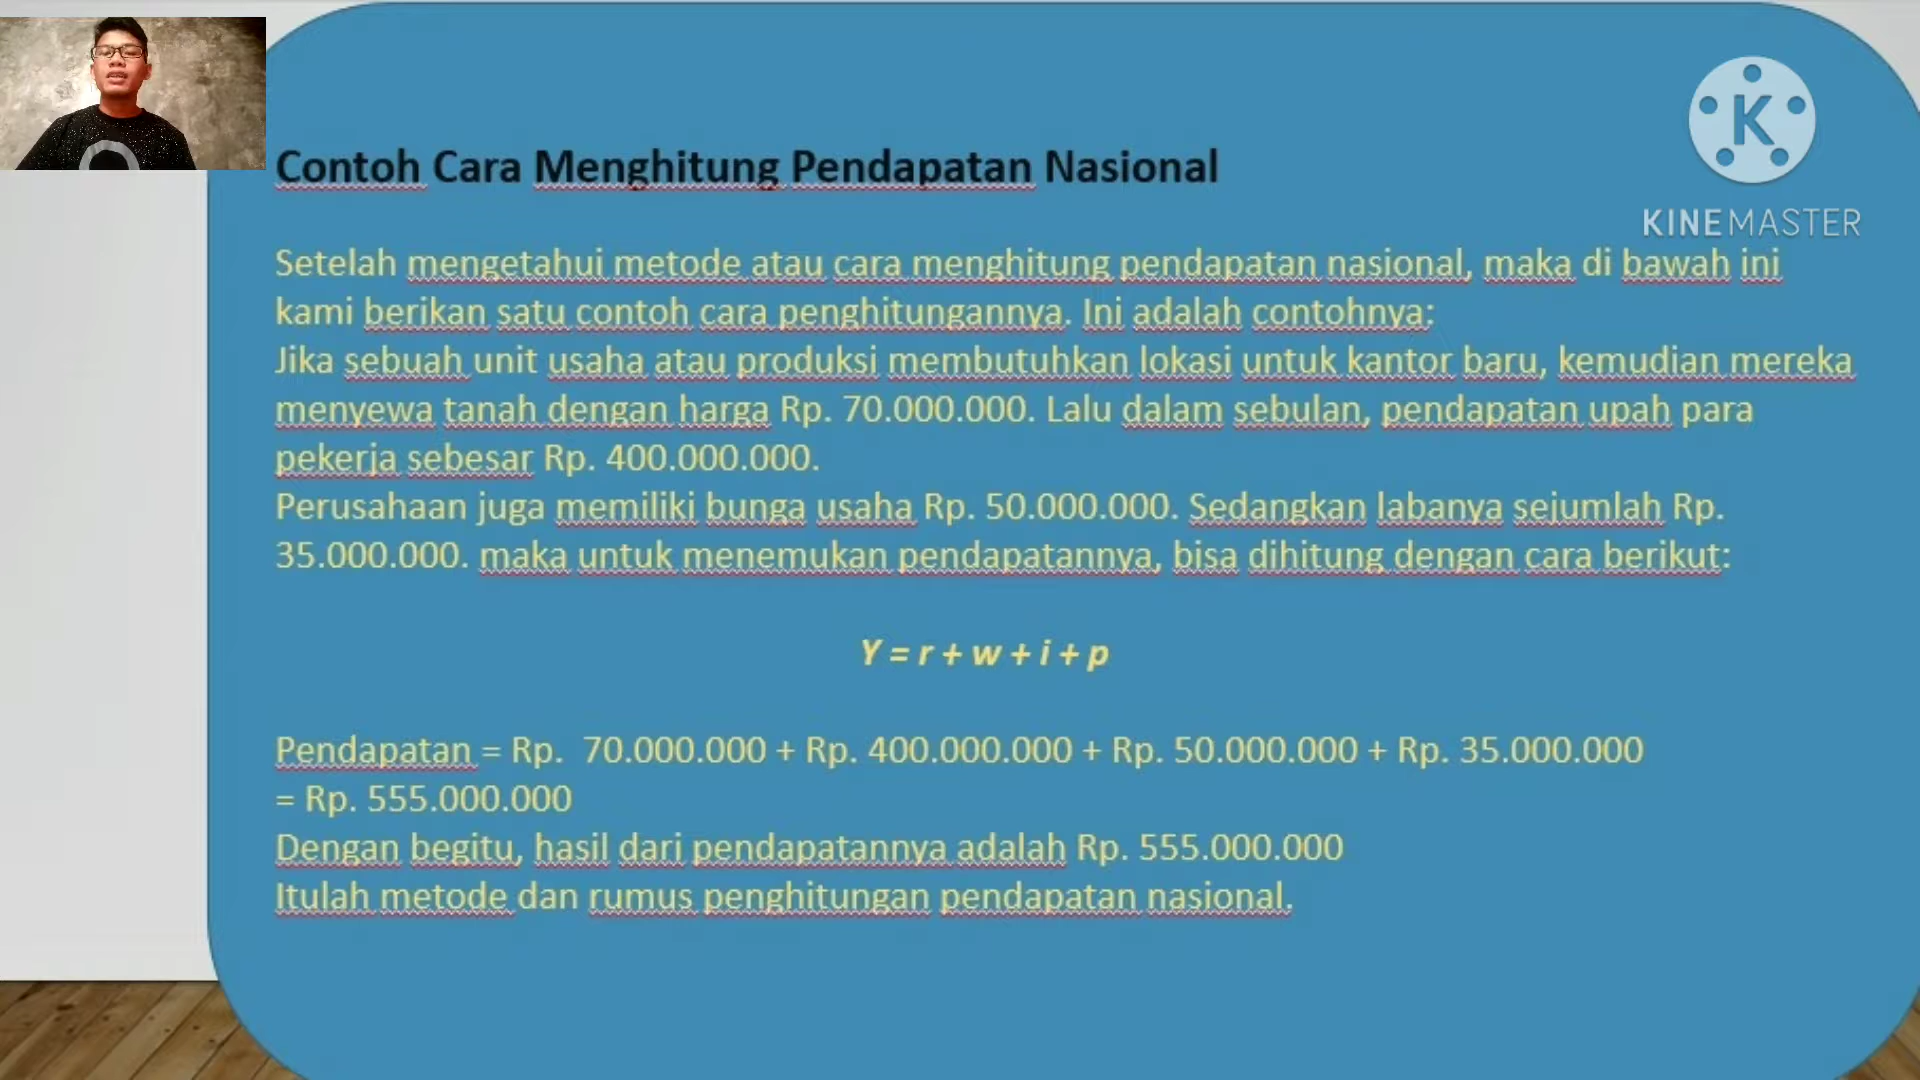 Contoh Cara Menghitung Pendapatan Nasional
K
KINEMASTER
Setelah mengetahui metode atau cara menghitung pendapatan nasional, maka di bawah ini
kami berikan satu contoh cara penghitungannya. Ini adalah contohnya:
Jika sebuah unit usaha atau produksi membutuhkan lokasi untuk kantor baru, kemudian mereka
menyewa tanah dengan harga Rp. 70.000.000. Lalu dalam sebulan, pendapatan upah para
pekerja sebesar Rp. 400.000.000.
Perusahaan juga memiliki bunga usaha Rp. 50.000.000. Sedangkan labanya sejumlah Rp.
35.000.000. maka untuk menemukan pendapatannya, bisa dihitung dengan cara berikut:
Y = r + w + i + p
Pendapatan = Rp.  70.000.000 + Rp. 400.000.000 + Rp. 50.000.000 + Rp. 35.000.000
= Rp. 555.000.000
Dengan begitu, hasil dari pendapatannya adalah Rp. 555.000.000
Itulah metode dan rumus penghitungan pendapatan nasional.